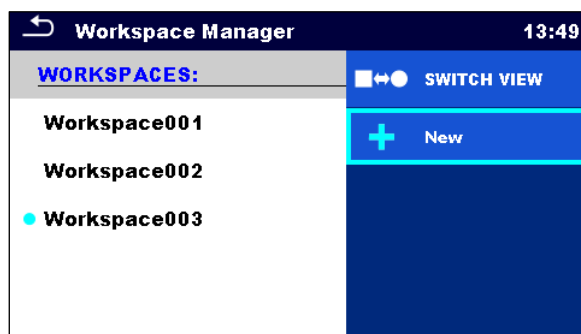 Workspace Manager 13:49
WORKSPACES:
SWITCH VIEW
Workspace001
New
Workspace002
Workspace003